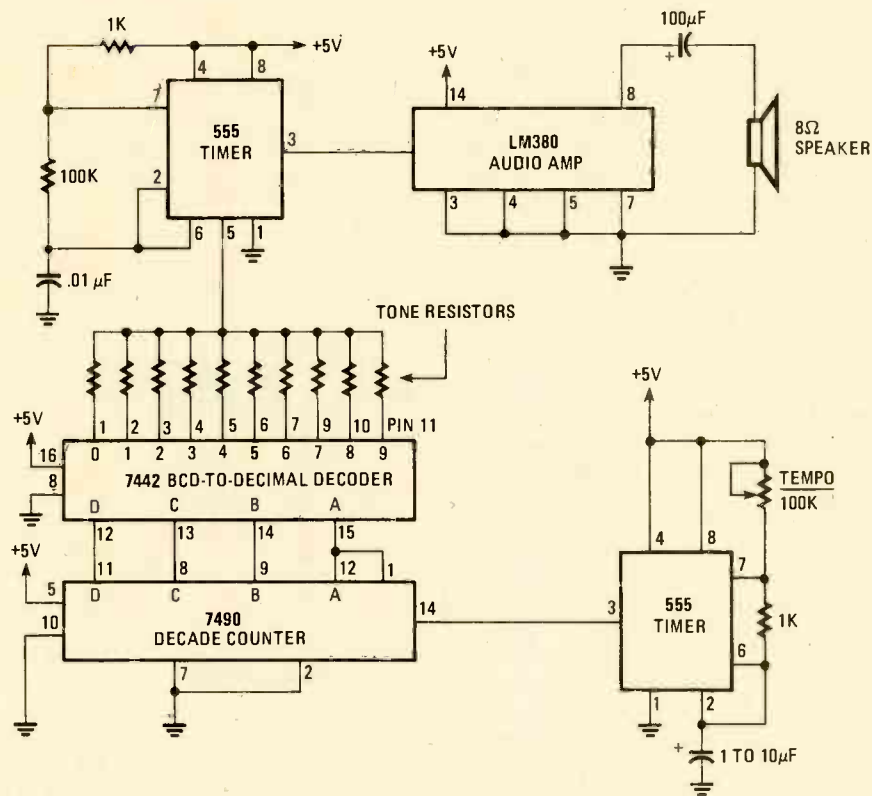 1K
+5V
4 8
7
555
TIMER
3
100K
2
6 5 1
.01 µF
+5V
14
LM380
AUDIO AMP
8
3 4 5 7
100µF
+
8Ω
SPEAKER
TONE RESISTORS
1 2 3 4 5 6 7 9 10 PIN 11
+5V
16
8
0 1 2 3 4 5 6 7 8 9
7442 BCD-TO-DECIMAL DECODER
D C B A
12 13 14 15
11 8 9 12 1
+5V
5
10
D C B A
7490
DECADE COUNTER
14
7 2
+5V
TEMPO
100K
4 8
7
3
555
TIMER
1K
6
1 2
+
1 TO 10µF